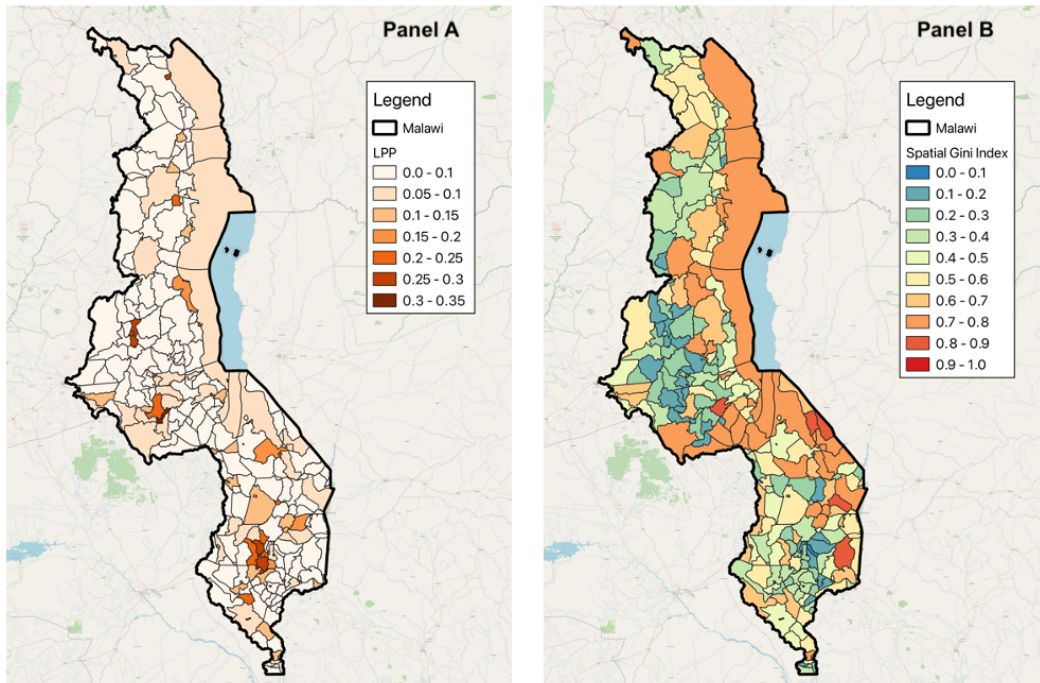 Panel A
Legend
Malawi
LPP
0.0 - 0.1
0.05 - 0.1
0.1 - 0.15
0.15 - 0.2
0.2 - 0.25
0.25 - 0.3
0.3 - 0.35
Panel B
Legend
Malawi
Spatial Gini Index
0.0 - 0.1
0.1 - 0.2
0.2 - 0.3
0.3 - 0.4
0.4 - 0.5
0.5 - 0.6
0.6 - 0.7
0.7 - 0.8
0.8 - 0.9
0.9 - 1.0